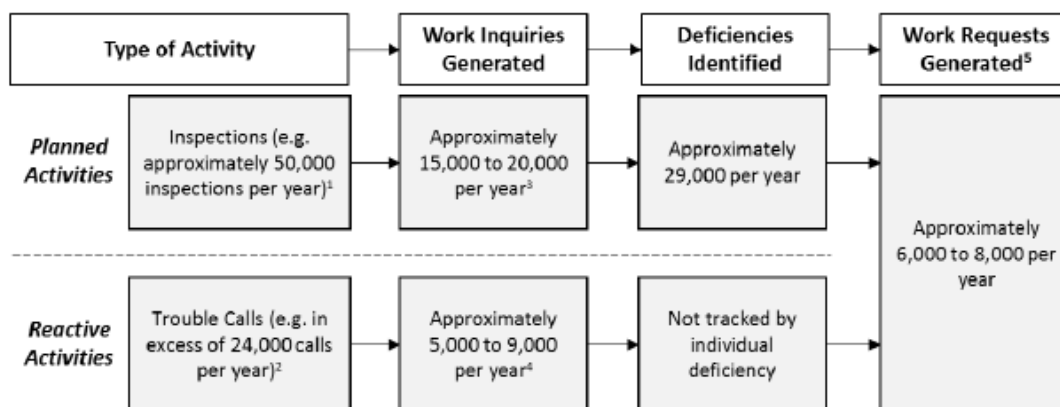 Type of Activity
Work Inquiries
Generated
Deficiencies
Identified
Work Requests
Generated⁵
Planned
Activities
Inspections (e.g.
approximately 50,000
inspections per year)¹
Approximately
15,000 to 20,000
per year³
Approximately
29,000 per year
Approximately
6,000 to 8,000 per
year
Reactive
Activities
Trouble Calls (e.g. in
excess of 24,000 calls
per year)²
Approximately
5,000 to 9,000
per year⁴
Not tracked by
individual
deficiency